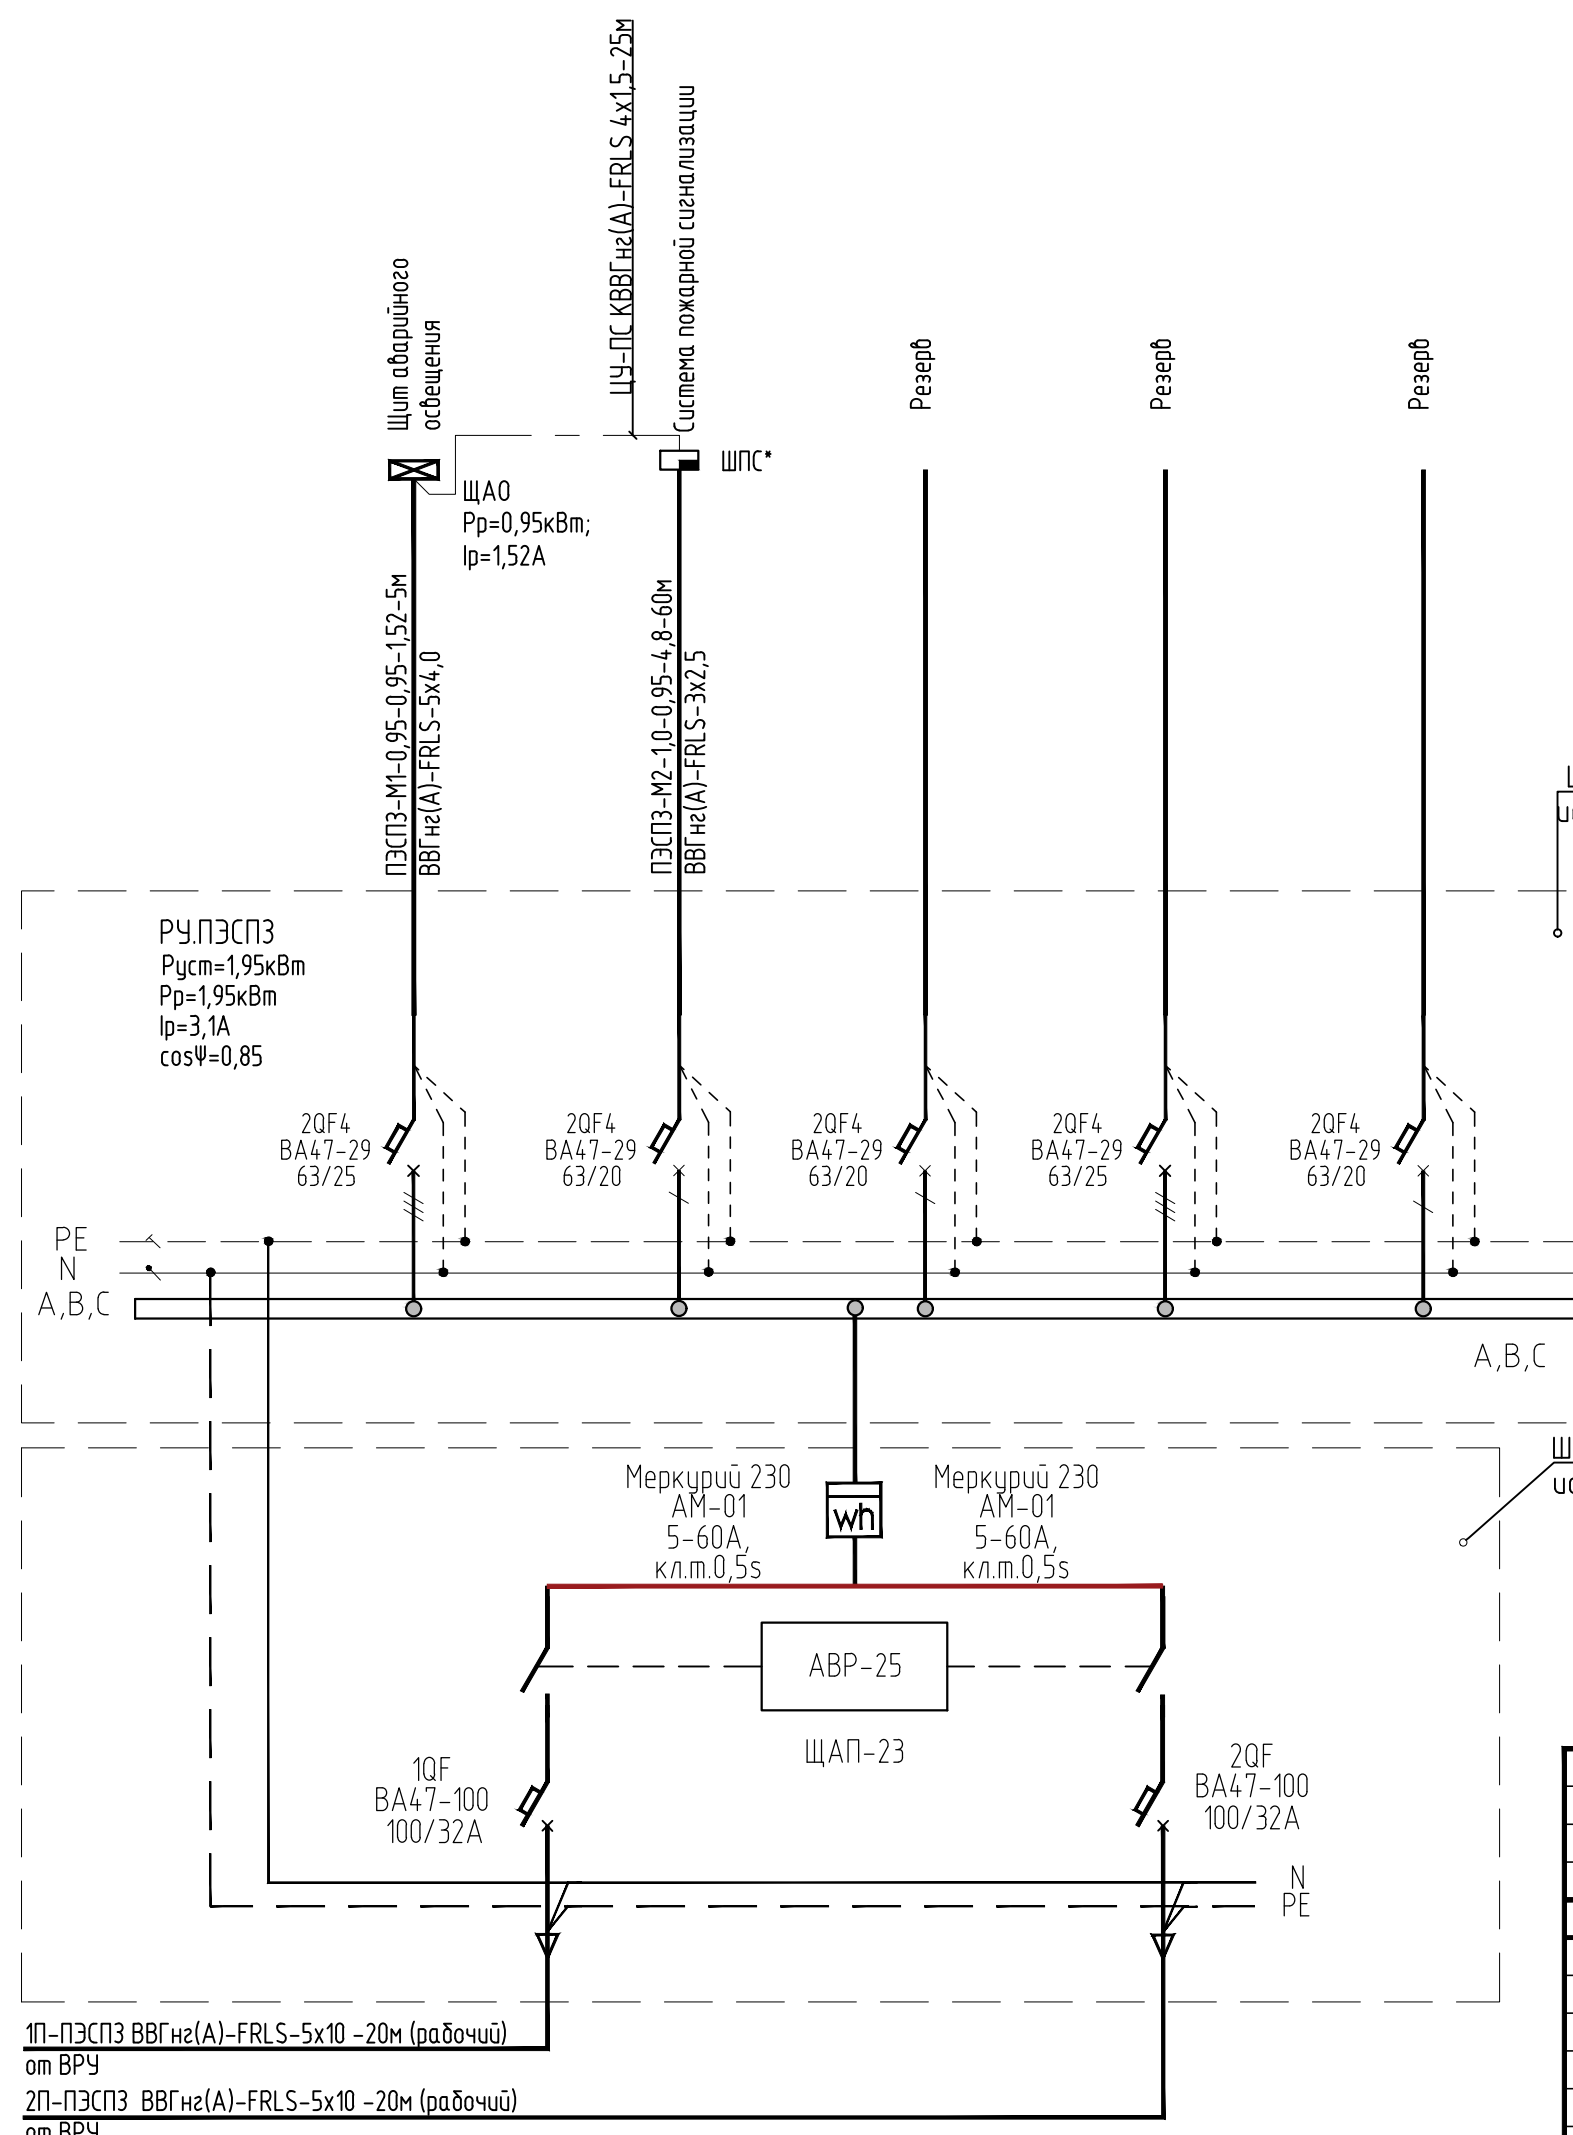 ЦУ-ПС КВВГнг(А)-FRLS 4х1,5-25м
Система пожарной сигнализации
Щит аварийного
освещения
Резерв
Резерв
Резерв
ШПС*
ЩАО
Рр=0,95кВт;
Iр=1,52А
ПЭСПЗ-М1-0,95-0,95-1,52-5м
ВВГнг(А)-FRLS-5х4,0
ПЭСПЗ-М2-1,0-0,95-4,8-60м
ВВГнг(А)-FRLS-3х2,5
РУ.ПЭСПЗ
Руст=1,95кВт
Рр=1,95кВт
Iр=3,1А
cosΨ=0,85
2QF4
ВА47-29
63/25
2QF4
ВА47-29
63/20
2QF4
ВА47-29
63/20
2QF4
ВА47-29
63/25
2QF4
ВА47-29
63/20
PE
N
A,B,C
A,B,C
Меркурий 230
АМ-01
5-60А,
кл.т.0,5s
wh
Меркурий 230
АМ-01
5-60А,
кл.т.0,5s
АВР-25
ЩАП-23
1QF
ВА47-100
100/32А
2QF
ВА47-100
100/32А
N
PE
1П-ПЭСПЗ ВВГнг(А)-FRLS-5х10 -20м (рабочий)
от ВРУ
2П-ПЭСПЗ ВВГнг(А)-FRLS-5х10 -20м (рабочий)
от ВРУ